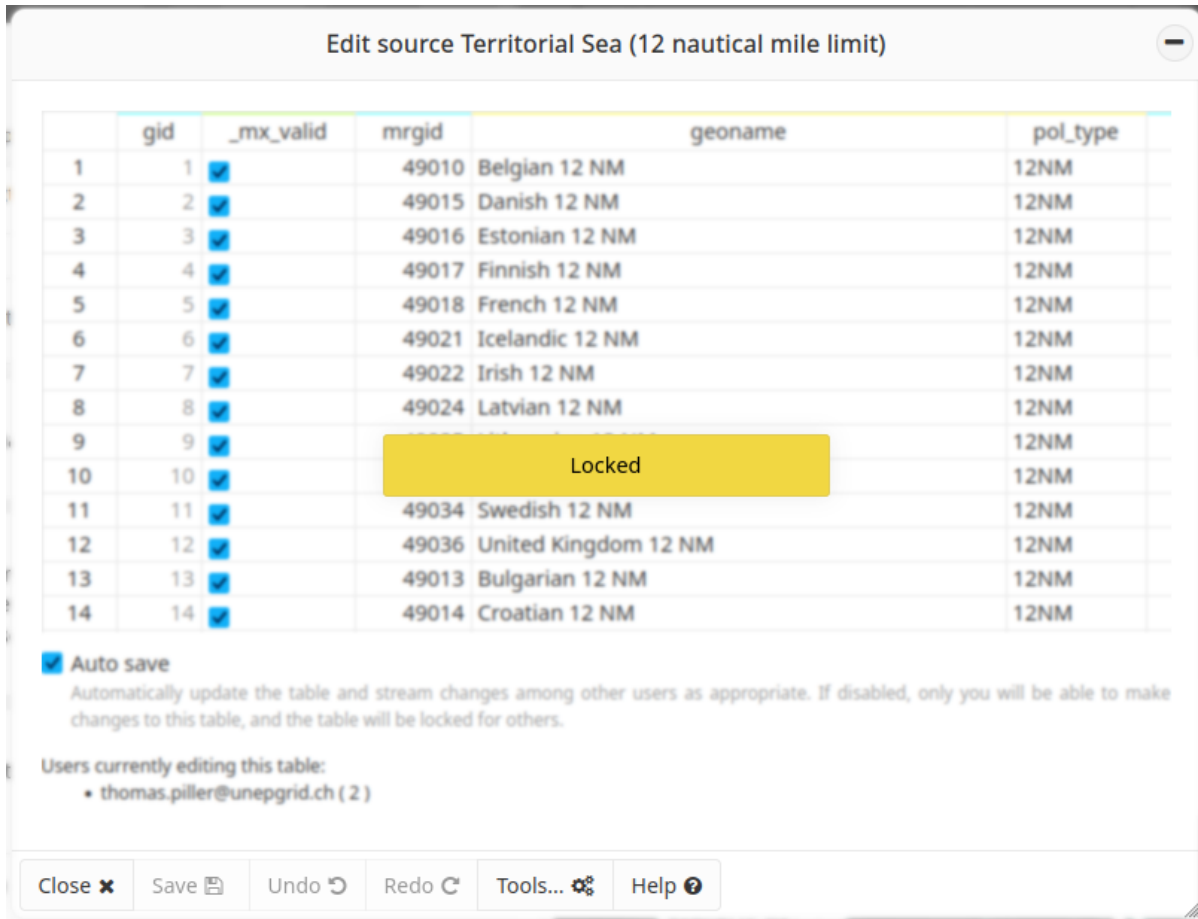 Edit source Territorial Sea (12 nautical mile limit)
gid _mx_valid mrgid geoname pol_type
1 1 49010 Belgian 12 NM 12NM
2 2 49015 Danish 12 NM 12NM
3 3 49016 Estonian 12 NM 12NM
4 4 49017 Finnish 12 NM 12NM
5 5 49018 French 12 NM 12NM
6 6 49021 Icelandic 12 NM 12NM
7 7 49022 Irish 12 NM 12NM
8 8 49024 Latvian 12 NM 12NM
9 9 12NM
Locked
10 10 12NM
11 11 49034 Swedish 12 NM 12NM
12 12 49036 United Kingdom 12 NM 12NM
13 13 49013 Bulgarian 12 NM 12NM
14 14 49014 Croatian 12 NM 12NM
Auto save
Automatically update the table and stream changes among other users as appropriate. If disabled, only you will be able to make
changes to this table, and the table will be locked for others.
Users currently editing this table:
• thomas.piller@unepgrid.ch ( 2 )
Close Save Undo Redo Tools... Help